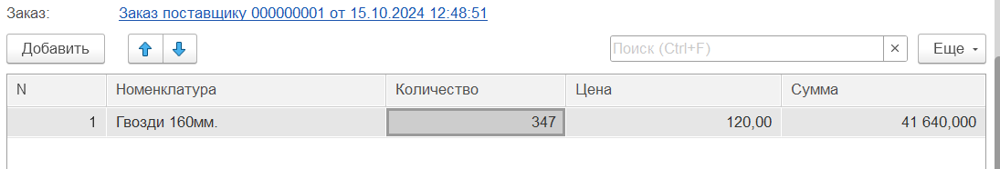 Заказ: Заказ поставщику 000000001 от 15.10.2024 12:48:51
Добавить Поиск (Ctrl+F) × Еще
N Номенклатура Количество Цена Сумма
1 Гвозди 160мм. 347 120,00 41 640,000